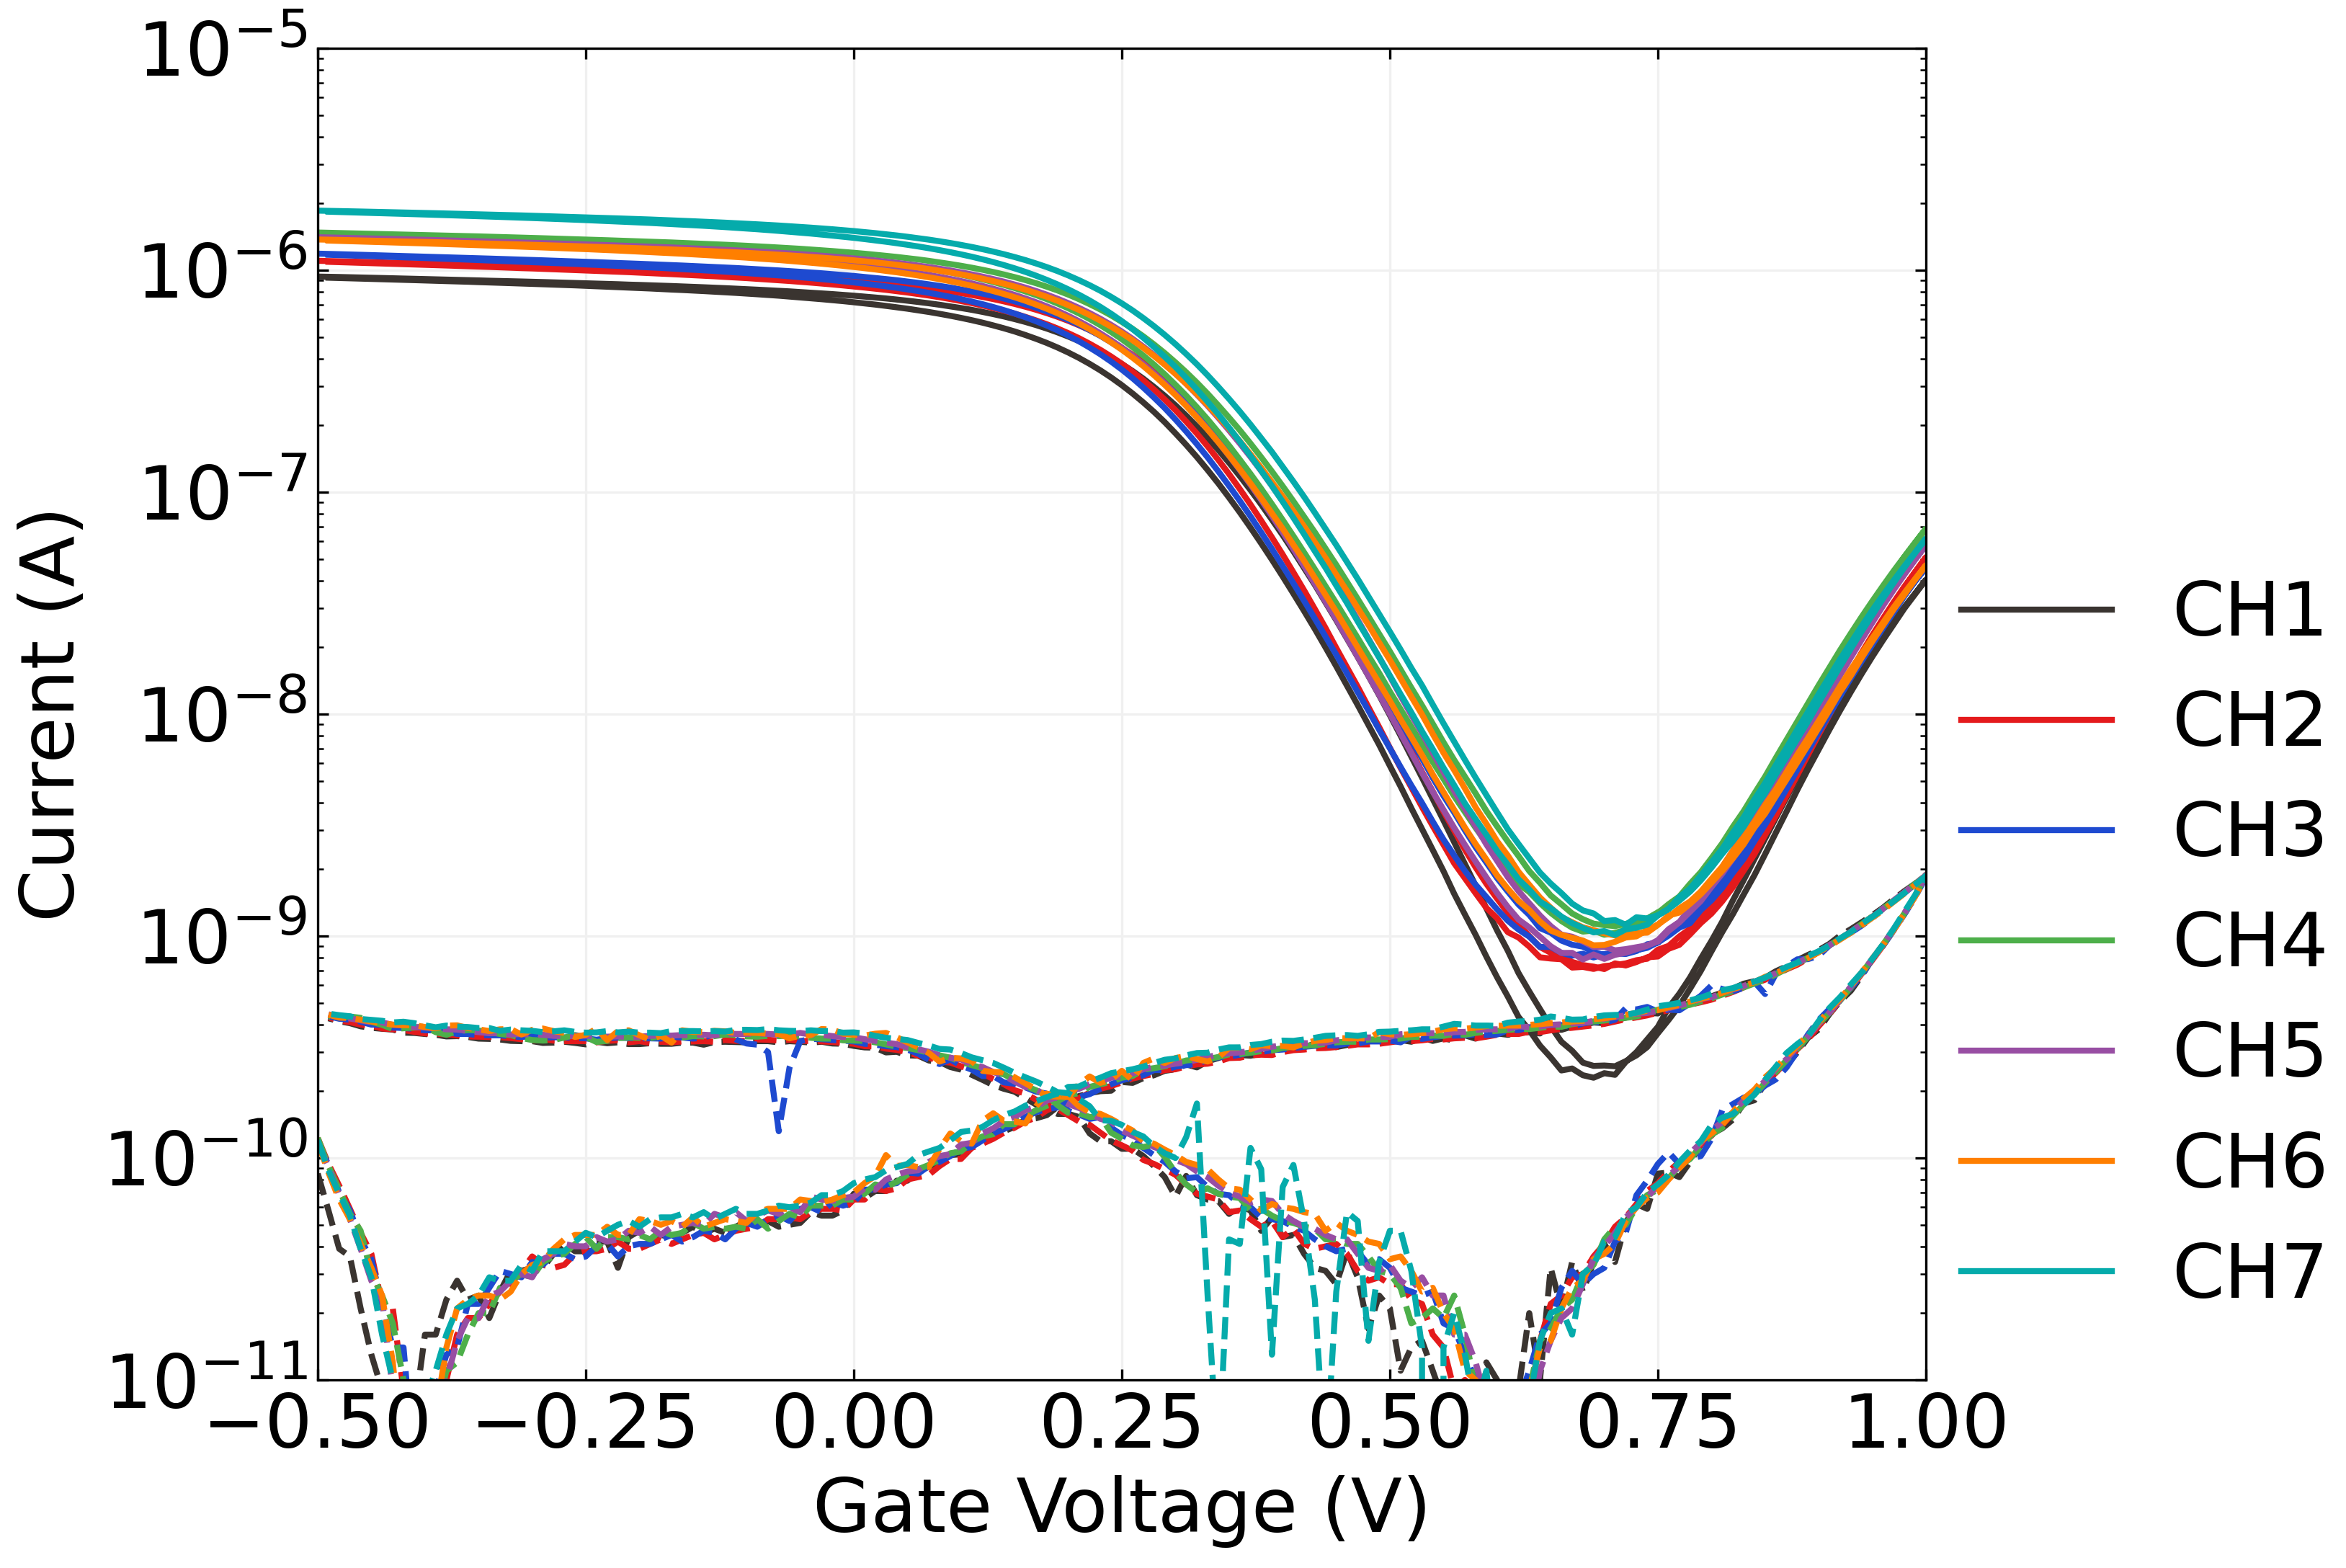 10⁻⁵
10⁻⁶
10⁻⁷
10⁻⁸
10⁻⁹
10⁻¹⁰
10⁻¹¹
Current (A)
−0.50 −0.25 0.00 0.25 0.50 0.75 1.00
Gate Voltage (V)
CH1
CH2
CH3
CH4
CH5
CH6
CH7